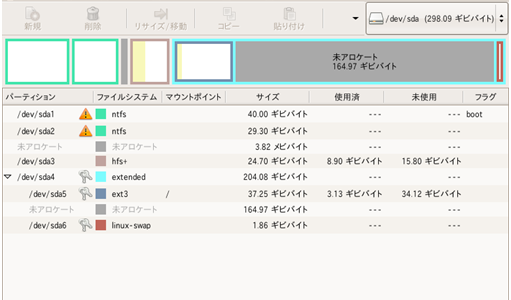 新規 削除 リサイズ/移動 コピー 貼り付け /dev/sda (298.09 ギビバイト)
未アロケート
164.97 ギビバイト
パーティション ファイルシステム マウントポイント サイズ 使用済 未使用 フラグ
/dev/sda1 ntfs 40.00 ギビバイト --- --- boot
/dev/sda2 ntfs 29.30 ギビバイト --- ---
未アロケート 未アロケート 3.82 メビバイト --- ---
/dev/sda3 hfs+ 24.70 ギビバイト 8.90 ギビバイト 15.80 ギビバイト
/dev/sda4 extended 204.08 ギビバイト --- ---
/dev/sda5 ext3 / 37.25 ギビバイト 3.13 ギビバイト 34.12 ギビバイト
未アロケート 未アロケート 164.97 ギビバイト --- ---
/dev/sda6 linux-swap 1.86 ギビバイト --- ---